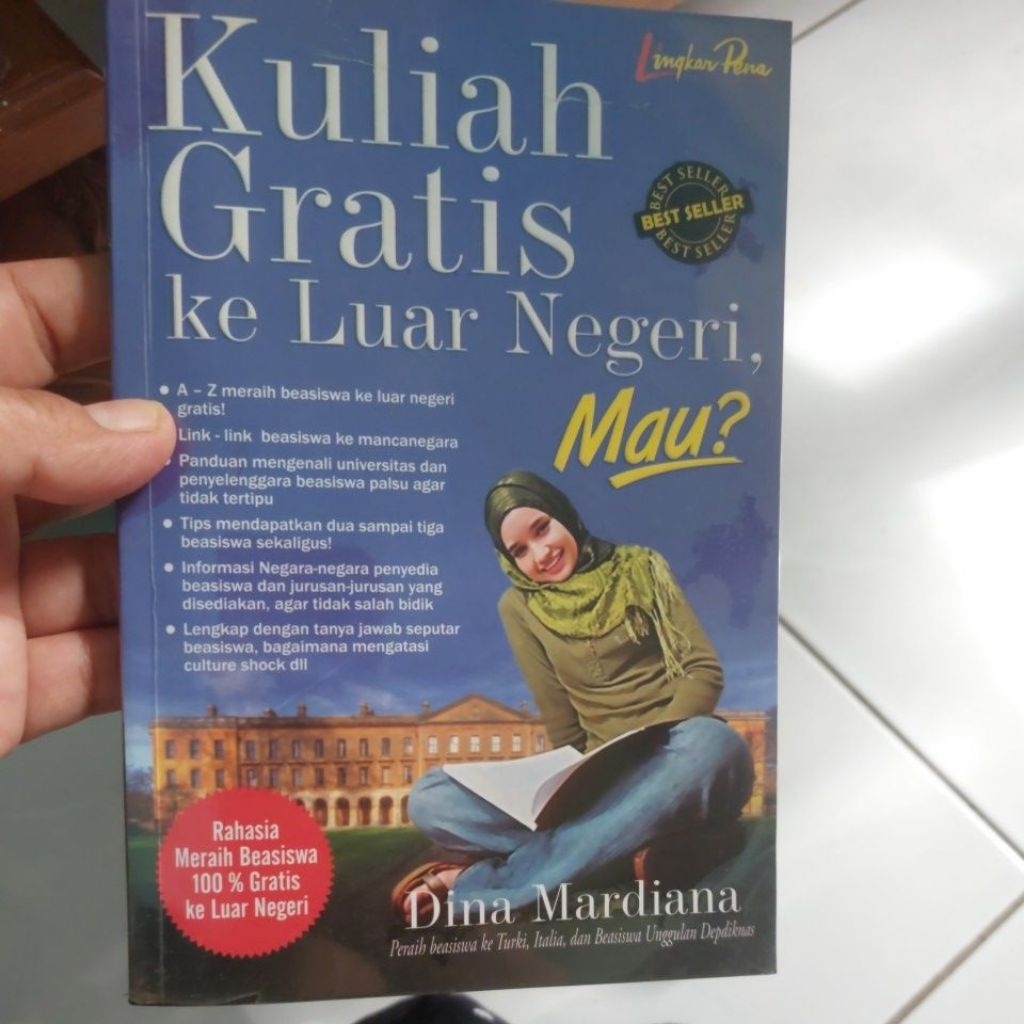 Lingkar Pena
Kuliah
Gratis
ke Luar Negeri,
Mau?
BEST SELLER
BEST SELLER
BEST SELLER
• A – Z meraih beasiswa ke luar negeri
gratis!
Link - link beasiswa ke mancanegara
• Panduan mengenali universitas dan
penyelenggara beasiswa palsu agar
tidak tertipu
• Tips mendapatkan dua sampai tiga
beasiswa sekaligus!
• Informasi Negara-negara penyedia
beasiswa dan jurusan-jurusan yang
disediakan, agar tidak salah bidik
• Lengkap dengan tanya jawab seputar
beasiswa, bagaimana mengatasi
culture shock dll
Rahasia
Meraih Beasiswa
100 % Gratis
ke Luar Negeri
Dina Mardiana
Peraih beasiswa ke Turki, Italia, dan Beasiswa Unggulan Depdiknas